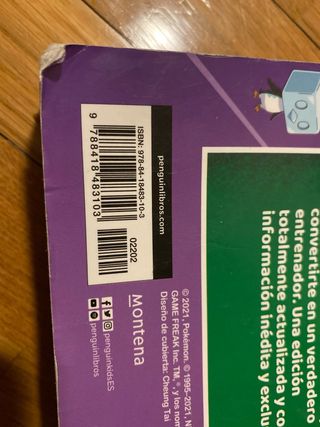 convertirte en un verdadero
entrenador. Una edición
totalmente actualizada y co
información inédita y exclu
penguinlibros.com
ISBN: 978-84-18483-10-3
9 788418 483103
02202
Montena
penguinkidsES
penguinlibros
© 2021, Pokémon. © 1995–2021, N
GAME FREAK Inc. TM, ®, y los nom
Diseño de cubierta: Cheung Tai